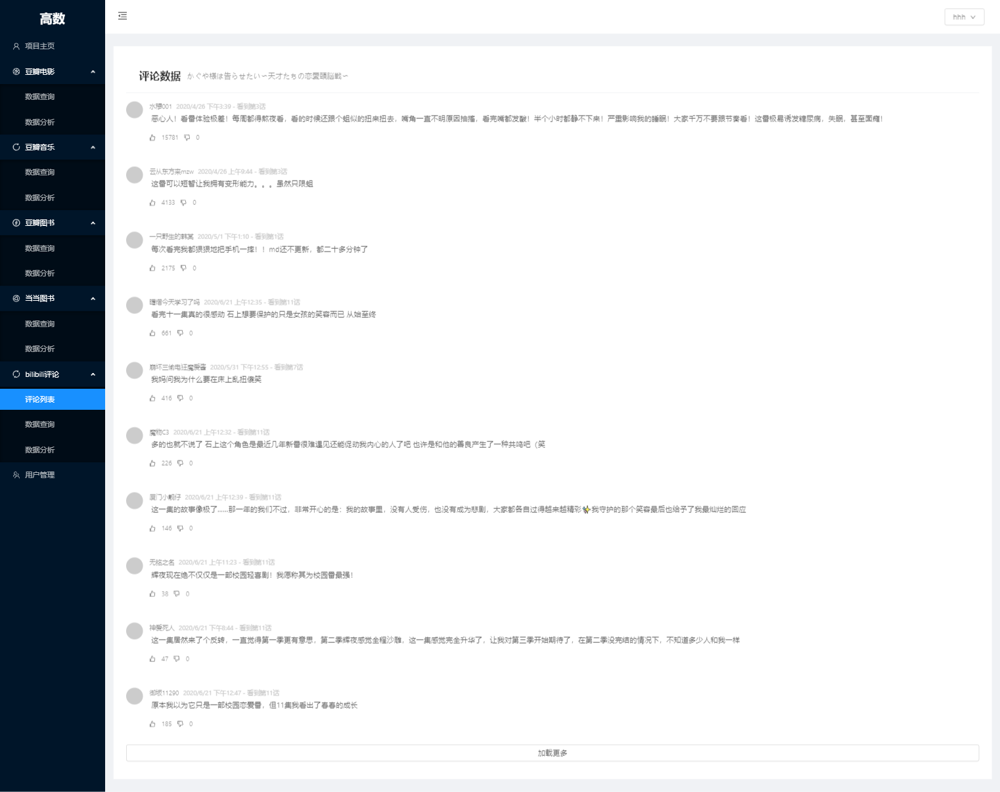 高数
项目主页
豆瓣电影
数据查询
数据分析
豆瓣音乐
数据查询
数据分析
豆瓣图书
数据查询
数据分析
当当图书
数据查询
数据分析
bilibili评论
评论列表
数据查询
数据分析
用户管理
hhh
评论数据 かぐや様は告らせたい～天才たちの恋愛頭脳戦～
水穆001 2020/4/26 下午3:39 - 看到第3话
恶心人！看番体验极差！每周都得熬夜看，看的时候还跟个蛆似的扭来扭去，嘴角一直不明原因抽搐，看完嘴都发酸！半个小时都静不下来！严重影响我的睡眠！大家千万不要跟节奏看！这番极易诱发糖尿病，失眠，甚至面瘫！
15781 0
云从东方来mzw 2020/4/26 上午9:44 - 看到第3话
这番可以短暂让我拥有变形能力。。。虽然只限蛆
4133 0
一只野生的韩某 2020/5/1 下午1:10 - 看到第1话
每次看完我都狠狠地把手机一摔！！md还不更新，都二十多分钟了
2175 0
今天学习了吗 2020/6/21 上午12:35 - 看到第11话
看完十一集真的很感动 石上想要保护的只是女孩的笑容而已 从始至终
661 0
崩坏三偷电狂魔爱酱 2020/5/31 下午12:55 - 看到第7话
我妈问我为什么要在床上乱扭傻笑
416 0
魔物C3 2020/6/21 上午12:32 - 看到第11话
多的也就不说了 石上这个角色是最近几年新番很难遇见还能促动我内心的人了吧 也许是和他的善良产生了一种共鸣吧（笑
226 0
厦门小靓仔 2020/6/21 上午12:39 - 看到第11话
这一集的故事像极了......那一年的我们不过，非常开心的是：我的故事里，没有人受伤，也没有成为悲剧，大家都各自过得越来越精彩✨我守护的那个笑容最后也给予了我最灿烂的回应
146 0
无铭之名 2020/6/21 上午11:23 - 看到第11话
辉夜现在绝不仅仅是一部校园轻喜剧！我愿称其为校园番最强！
38 0
神爱死人 2020/6/21 下午8:44 - 看到第11话
这一集居然来了个反转，一直觉得第一季更有意思，第二季辉夜感觉全程沙雕，这一集感觉完全升华了，让我对第三季开始期待了，在第二季没完结的情况下，不知道多少人和我一样
47 0
御坂11290 2020/6/21 下午12:47 - 看到第11话
原本我以为它只是一部校园恋爱番，但11集我看出了春春的成长
185 0
加载更多